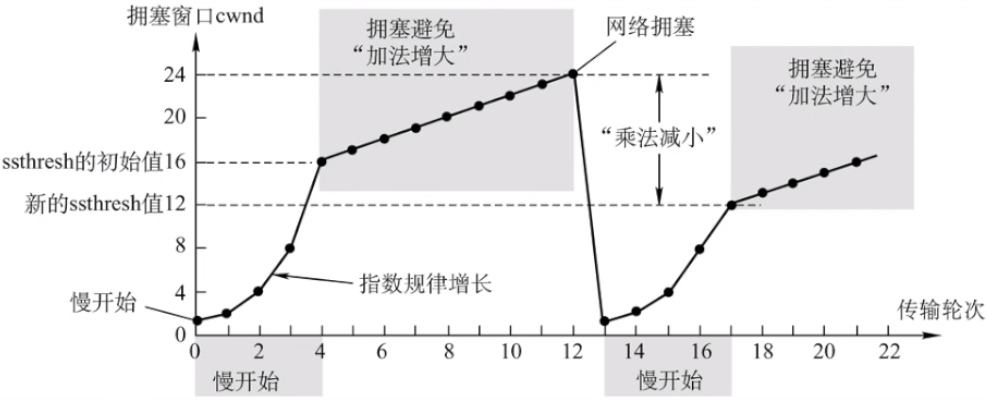 拥塞窗口cwnd
拥塞避免
“加法增大”
网络拥塞
拥塞避免
“加法增大”
24
20
“乘法减小”
ssthresh的初始值16
新的ssthresh值12
8
指数规律增长
4
慢开始
传输轮次
0
0 2 4 6 8 10 12 14 16 18 20 22
慢开始
慢开始